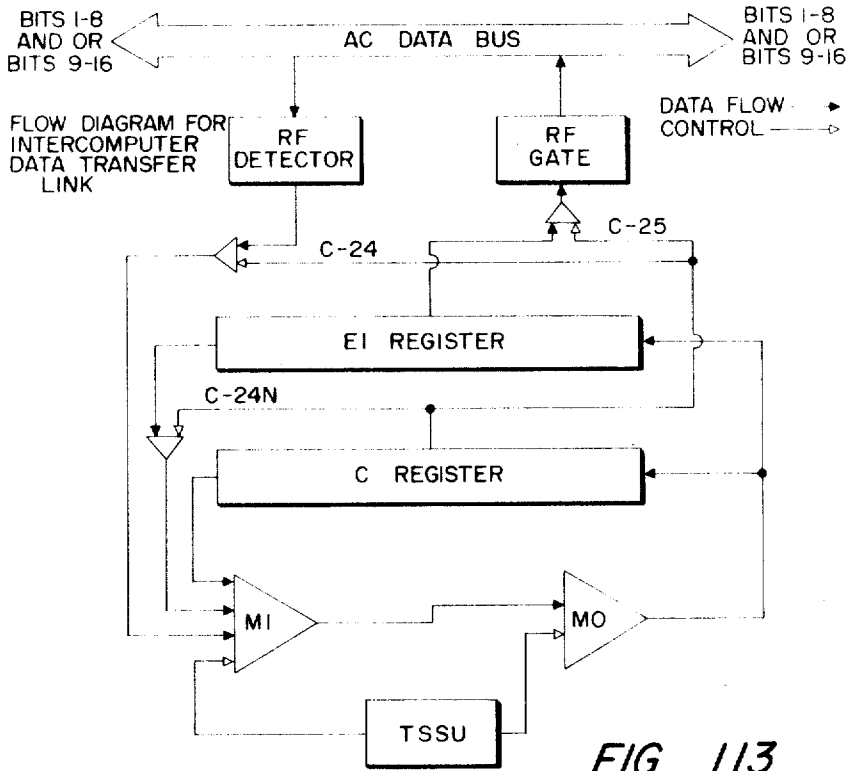 BITS 1-8
AND OR
BITS 9-16
AC DATA BUS
BITS 1-8
AND OR
BITS 9-16
FLOW DIAGRAM FOR
INTERCOMPUTER
DATA TRANSFER
LINK
RF
DETECTOR
RF
GATE
DATA FLOW
CONTROL
C-24
C-25
EI REGISTER
C-24N
C REGISTER
MI
MO
TSSU
FIG 113